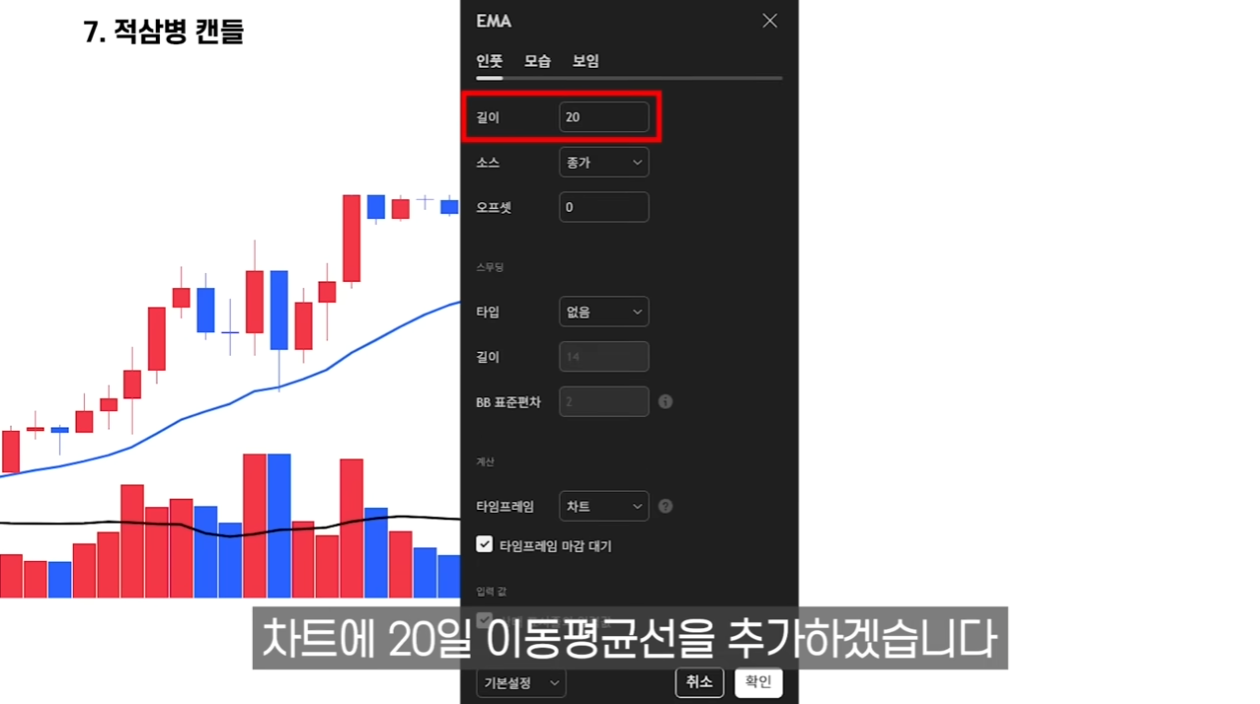 7. 적삼병 캔들
EMA
인풋 모습 보임
길이 20
소스 종가
오프셋 0
스무딩
타입 없음
길이 14
BB 표준편차 2
계산
타임프레임 차트
타임프레임 마감 대기
입력 값
차트에 20일 이동평균선을 추가하겠습니다
기본설정 취소 확인